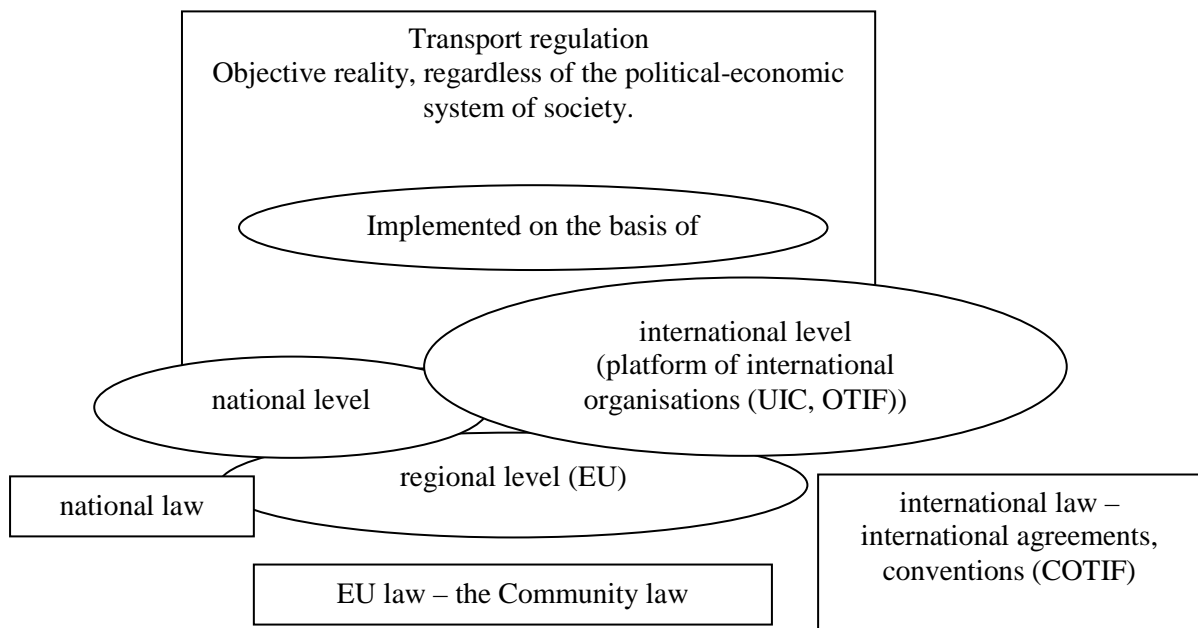 Transport regulation
Objective reality, regardless of the political-economic
system of society.
Implemented on the basis of
international level
(platform of international
organisations (UIC, OTIF))
national level
regional level (EU)
national law
international law –
international agreements,
conventions (COTIF)
EU law – the Community law